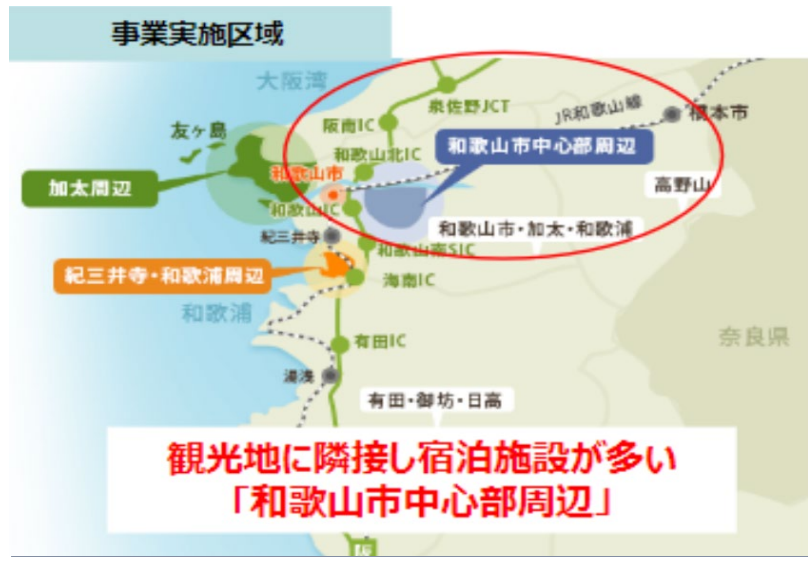 事業実施区域
大阪湾
泉佐野JCT
JR和歌山線
橋本市
友ヶ島
阪南IC
和歌山市中心部周辺
和歌山北IC
加太周辺
和歌山市
高野山
和歌山IC
和歌山市・加太・和歌浦
紀三井寺
和歌山南SIC
紀三井寺・和歌浦周辺
海南IC
和歌浦
有田IC
奈良県
湯浅
有田・御坊・日高
観光地に隣接し宿泊施設が多い
「和歌山市中心部周辺」
阪